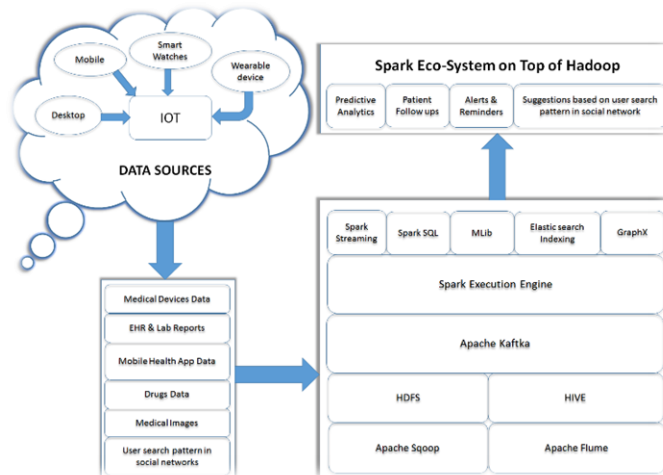 Mobile
Smart
Watches
Wearable
device
Desktop
IOT
DATA SOURCES
Spark Eco-System on Top of Hadoop
Predictive
Analytics
Patient
Follow ups
Alerts &
Reminders
Suggestions based on user search
pattern in social network
Spark
Streaming
Spark SQL
MLib
Elastic search
Indexing
GraphX
Spark Execution Engine
Apache Kaftka
HDFS
HIVE
Apache Sqoop
Apache Flume
Medical Devices Data
EHR & Lab Reports
Mobile Health App Data
Drugs Data
Medical Images
User search pattern in
social networks